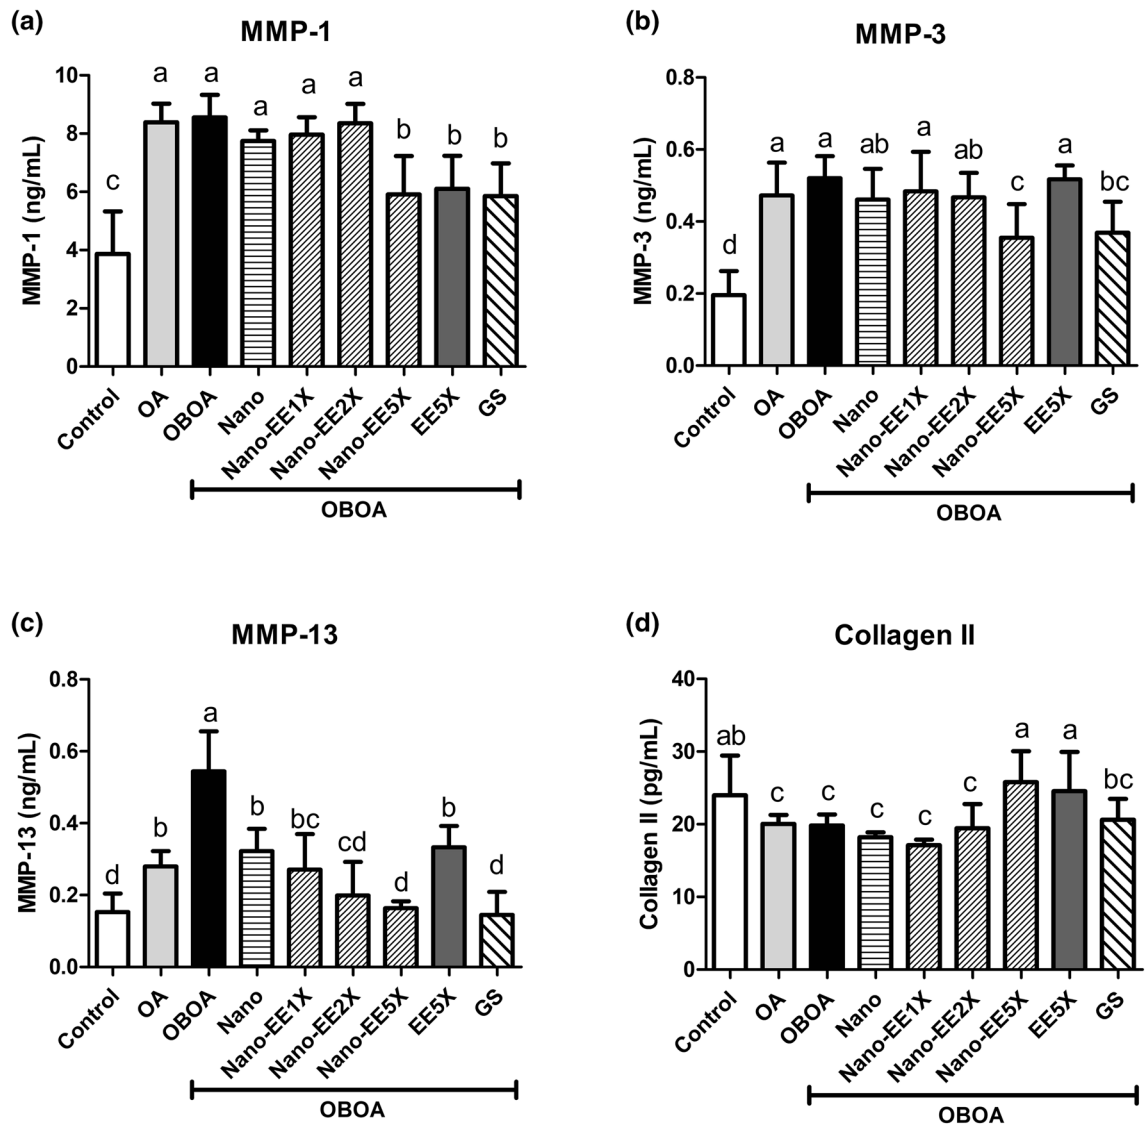 (a)
MMP-1
MMP-1 (ng/mL)
10
8
6
4
2
0
c
a
a
a
a
a
b
b
b
Control
OA
OBOA
Nano
Nano-EE1X
Nano-EE2X
Nano-EE5X
EE5X
GS
OBOA
(b)
MMP-3
MMP-3 (ng/mL)
0.8
0.6
0.4
0.2
0.0
d
a
a
ab
a
ab
c
a
bc
Control
OA
OBOA
Nano
Nano-EE1X
Nano-EE2X
Nano-EE5X
EE5X
GS
OBOA
(c)
MMP-13
MMP-13 (ng/mL)
0.8
0.6
0.4
0.2
0.0
d
b
a
b
bc
cd
d
b
d
Control
OA
OBOA
Nano
Nano-EE1X
Nano-EE2X
Nano-EE5X
EE5X
GS
OBOA
(d)
Collagen II
Collagen II (pg/mL)
40
30
20
10
0
ab
c
c
c
c
c
a
a
bc
Control
OA
OBOA
Nano
Nano-EE1X
Nano-EE2X
Nano-EE5X
EE5X
GS
OBOA